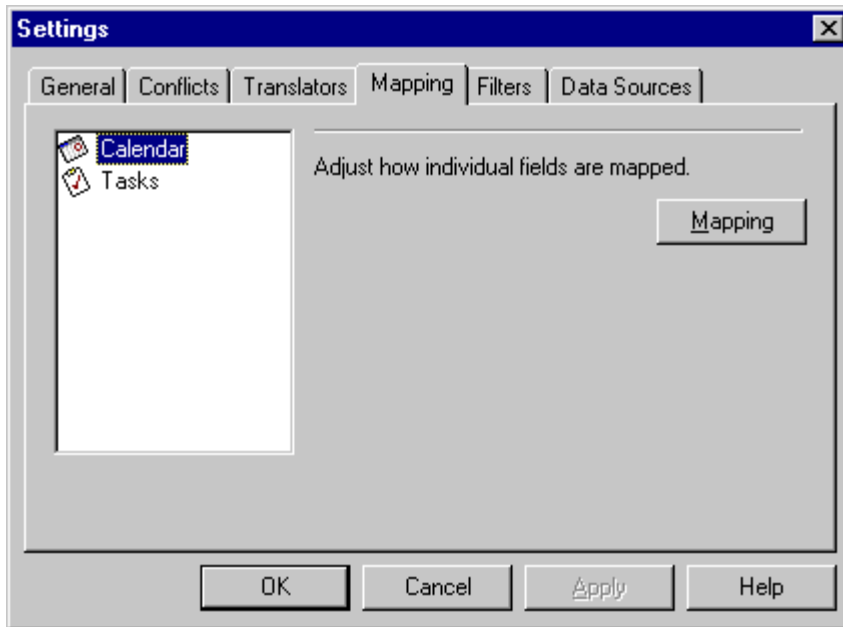 Settings
General Conflicts Translators Mapping Filters Data Sources
Calendar
Tasks
Adjust how individual fields are mapped.
Mapping
OK Cancel Apply Help